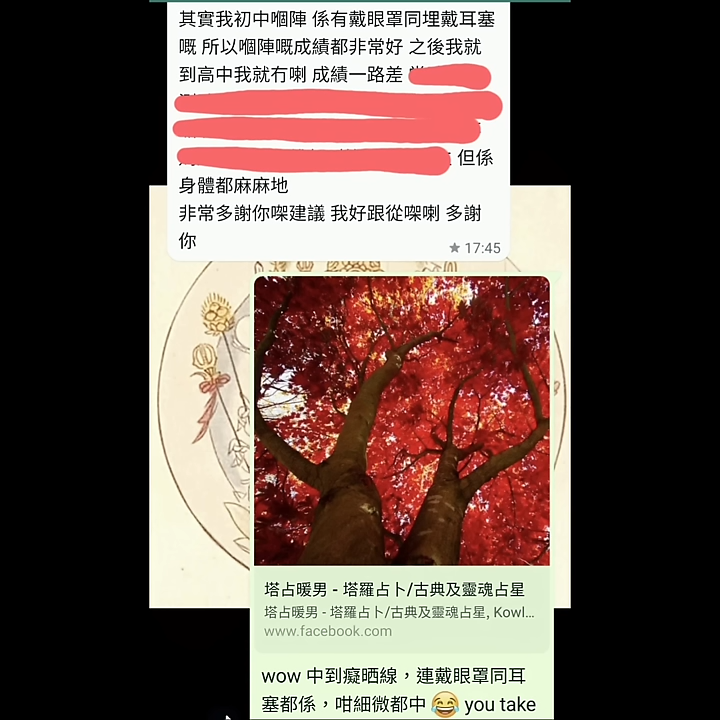 其實我初中嗰陣 係有戴眼罩同埋戴耳塞
嘅 所以嗰陣嘅成績都非常好 之後我就
到高中我就冇喇 成績一路差
但係
身體都麻麻地
非常多謝你㗎建議 我好跟從㗎喇 多謝
你
★ 17:45
塔占暖男 - 塔羅占卜/古典及靈魂占星
塔占暖男 - 塔羅占卜/古典及靈魂占星, Kowl...
www.facebook.com
wow 中到癡晒線，連戴眼罩同耳
塞都係，咁細微都中 😂 you take